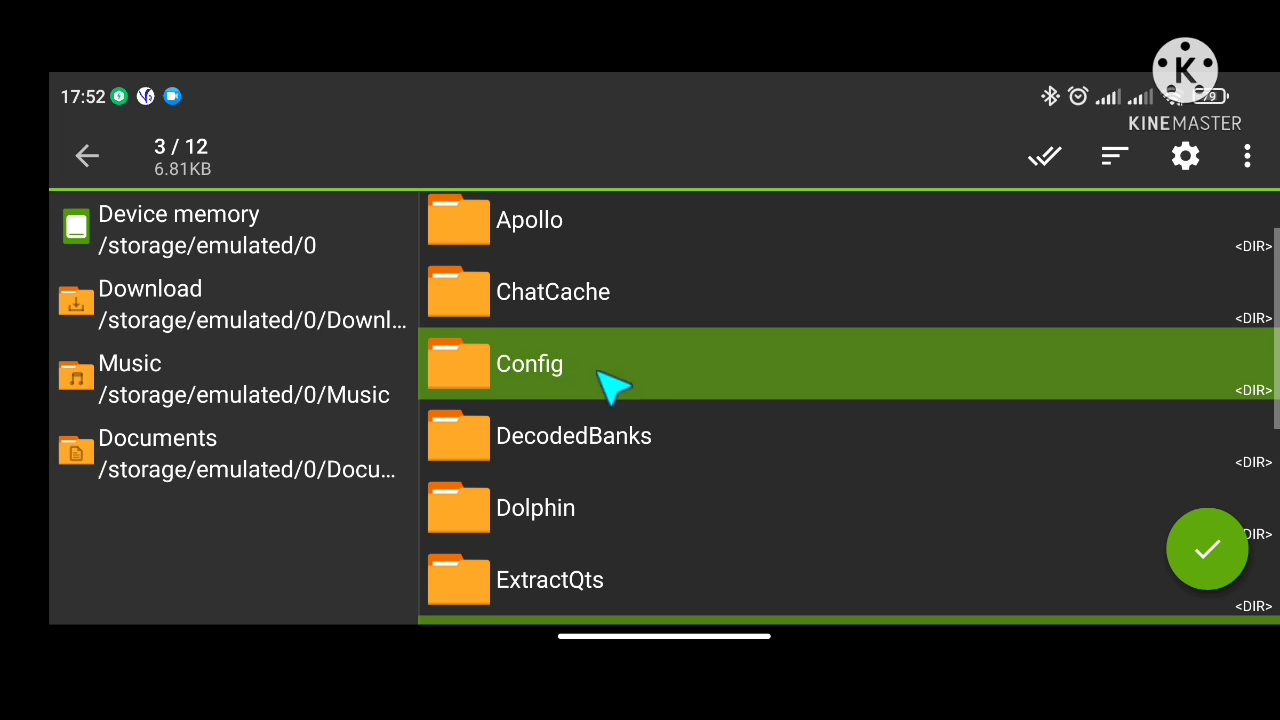 17:52
79
K
KINEMASTER
3 / 12
6.81KB
Device memory
/storage/emulated/0
Download
/storage/emulated/0/Downl...
Music
/storage/emulated/0/Music
Documents
/storage/emulated/0/Docu...
Apollo
<DIR>
ChatCache
<DIR>
Config
<DIR>
DecodedBanks
<DIR>
Dolphin
DIR>
ExtractQts
<DIR>